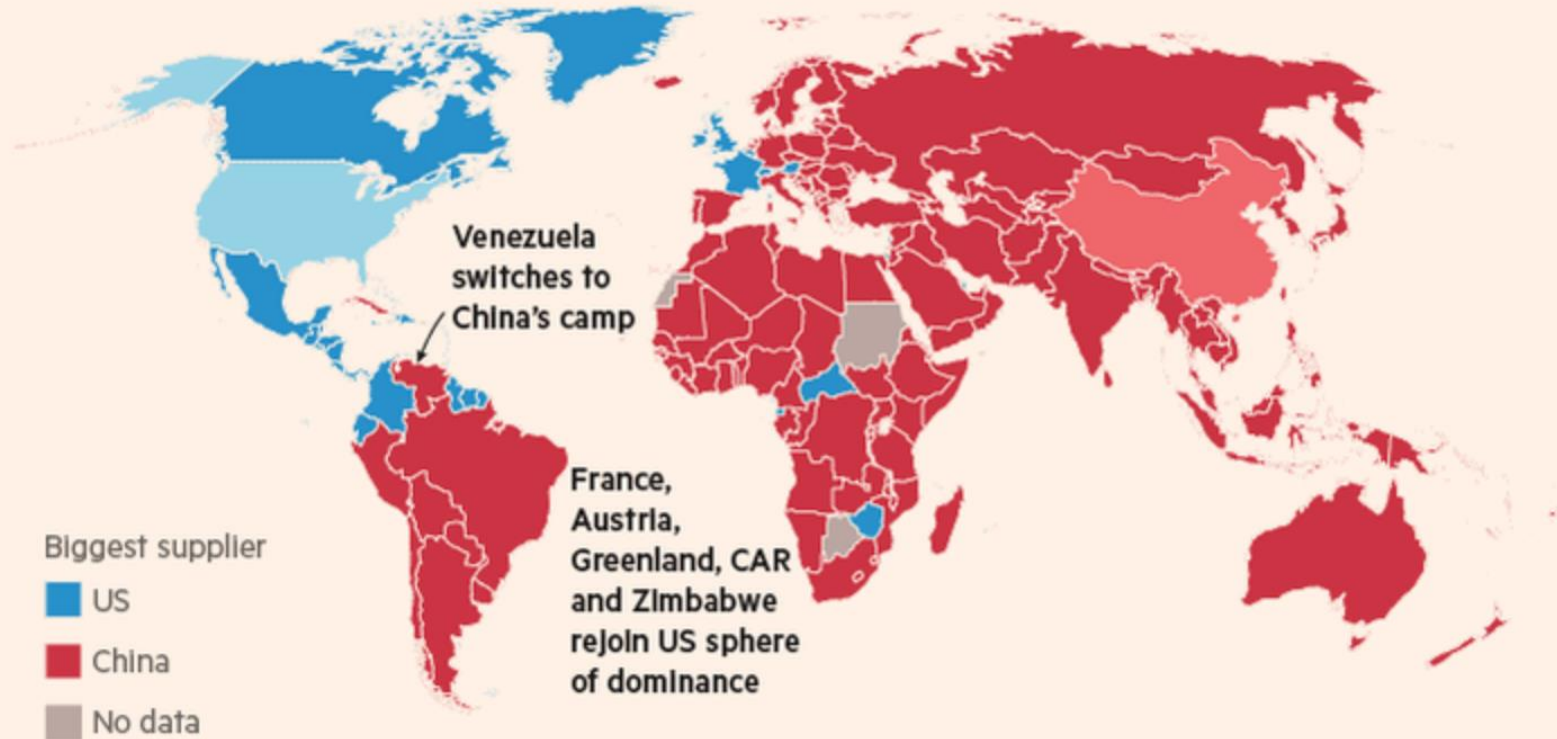 Venezuela
switches to
China's camp
France,
Austria,
Greenland, CAR
and Zimbabwe
rejoin US sphere
of dominance
Biggest supplier
US
China
No data